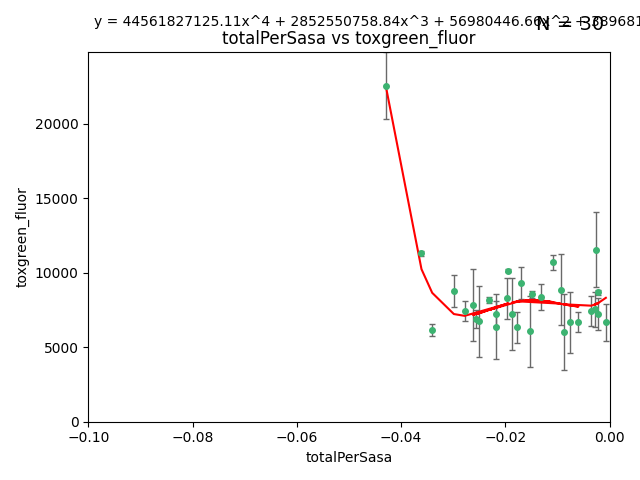 y = 44561827125.11x^4 + 2852550758.84x^3 + 56980446.66x^2 +
N = 30
totalPerSasa vs toxgreen_fluor
20000
15000
10000
5000
0
toxgreen_fluor
−0.10 −0.08 −0.06 −0.04 −0.02 0.00
totalPerSasa